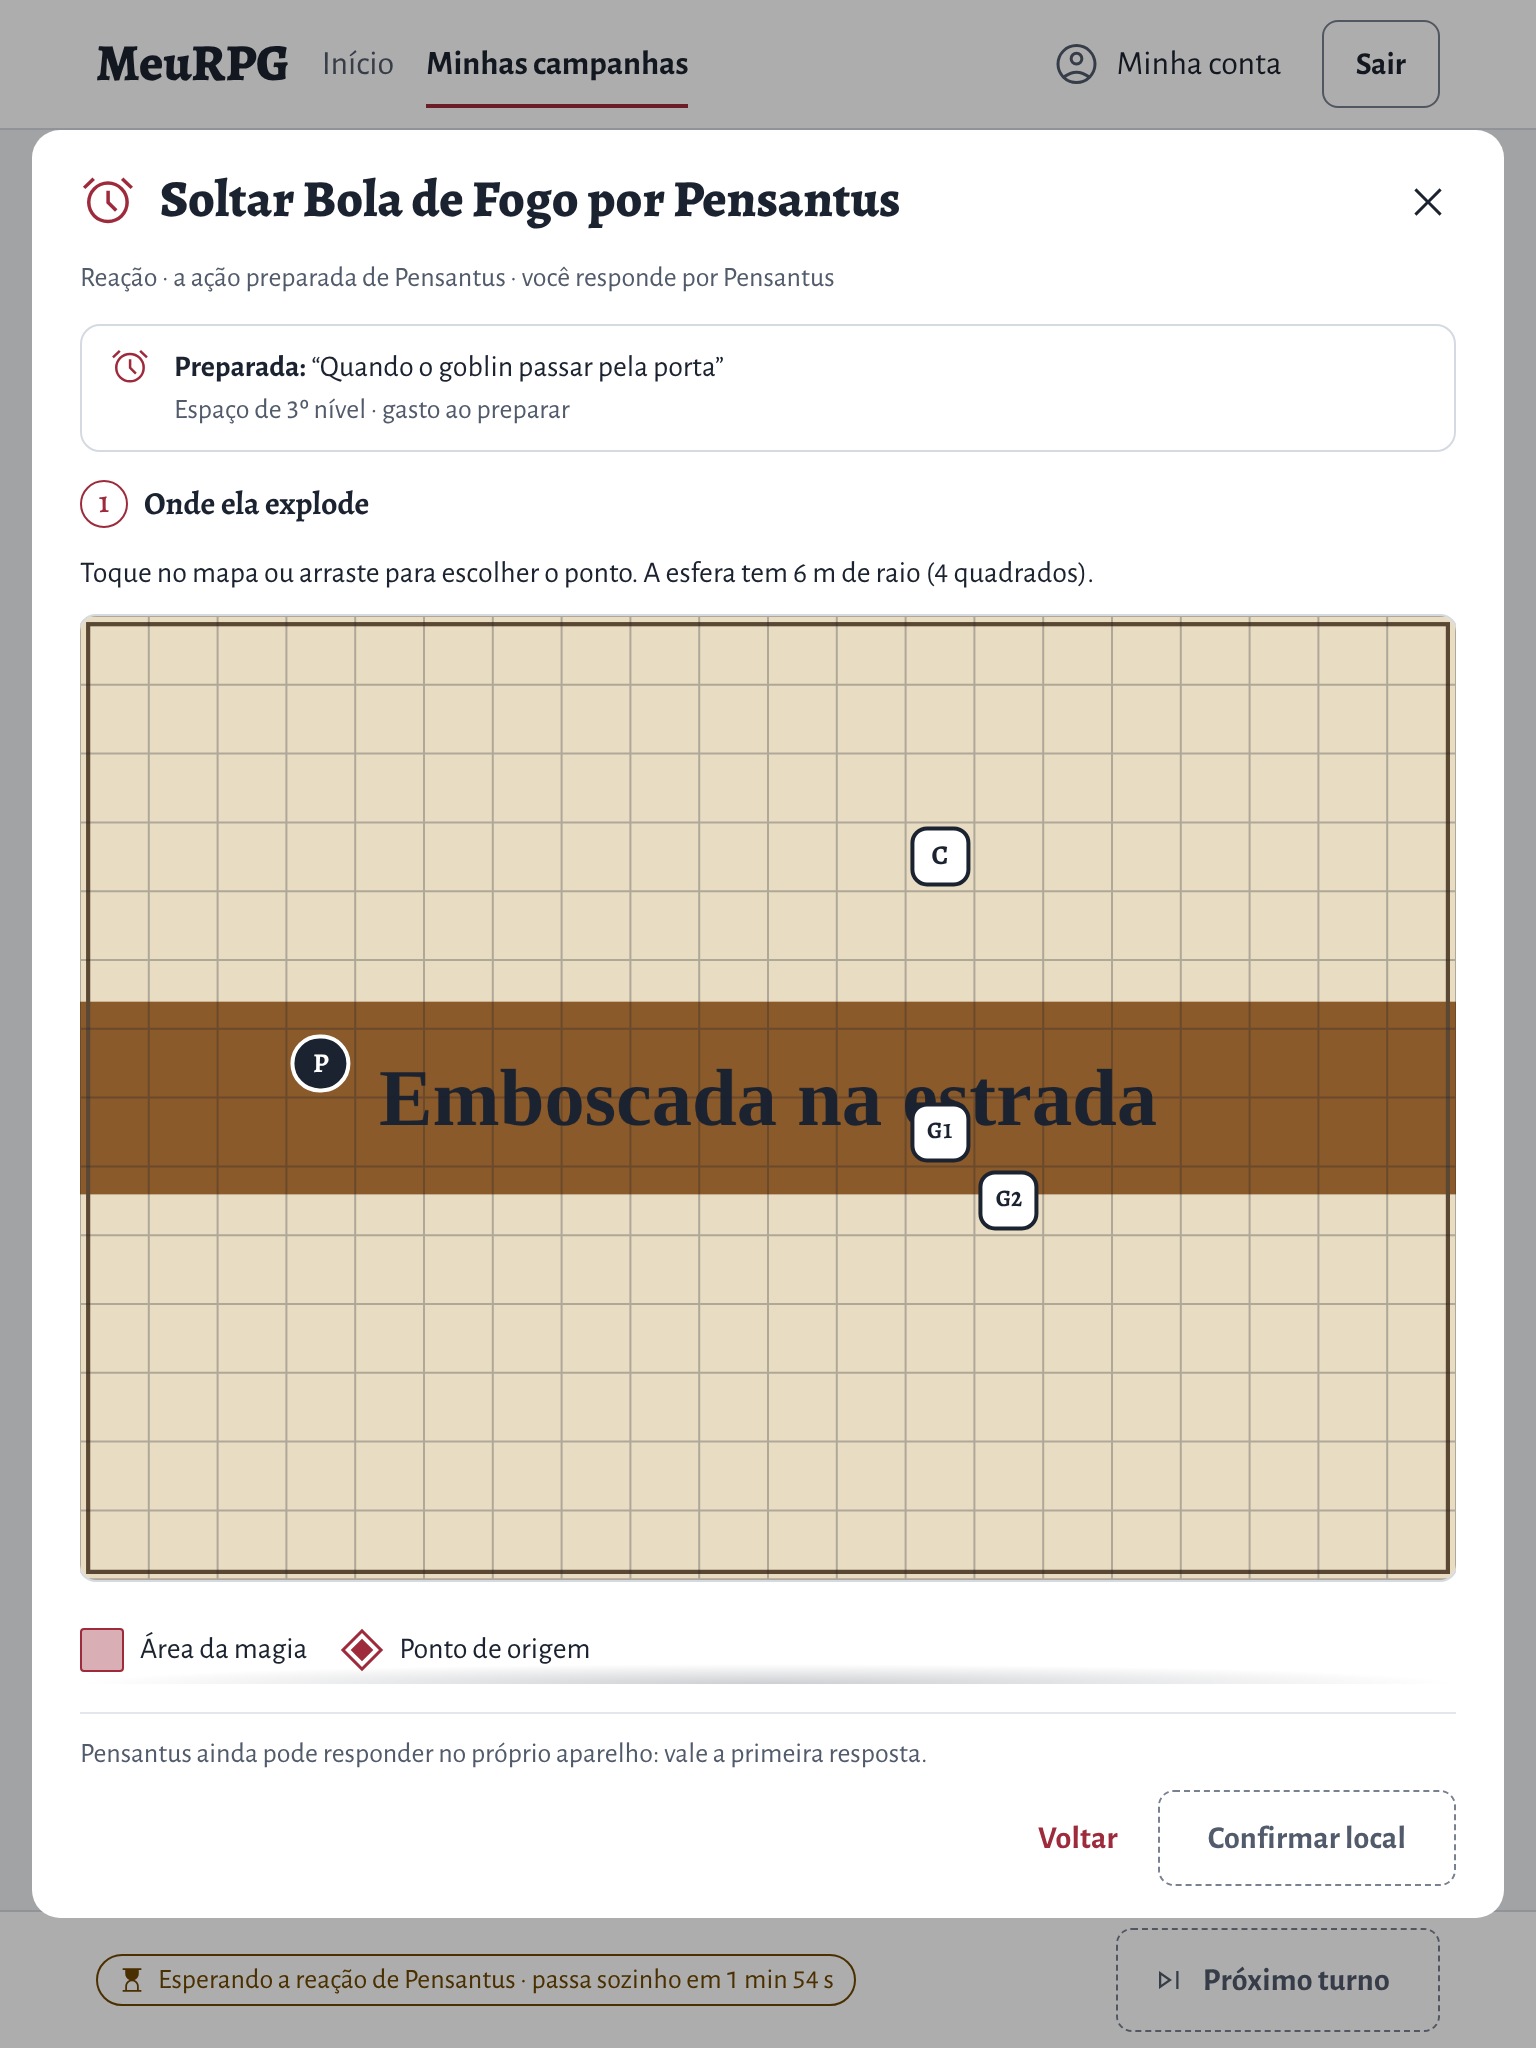 MeuRPG Início Minhas campanhas Minha conta Sair
Soltar Bola de Fogo por Pensantus
Reação · a ação preparada de Pensantus · você responde por Pensantus
Preparada: “Quando o goblin passar pela porta”
Espaço de 3º nível · gasto ao preparar
1 Onde ela explode
Toque no mapa ou arraste para escolher o ponto. A esfera tem 6 m de raio (4 quadrados).
C
P
Emboscada na estrada
G1
G2
Área da magia Ponto de origem
Pensantus ainda pode responder no próprio aparelho: vale a primeira resposta.
Voltar Confirmar local
Esperando a reação de Pensantus · passa sozinho em 1 min 54 s Próximo turno